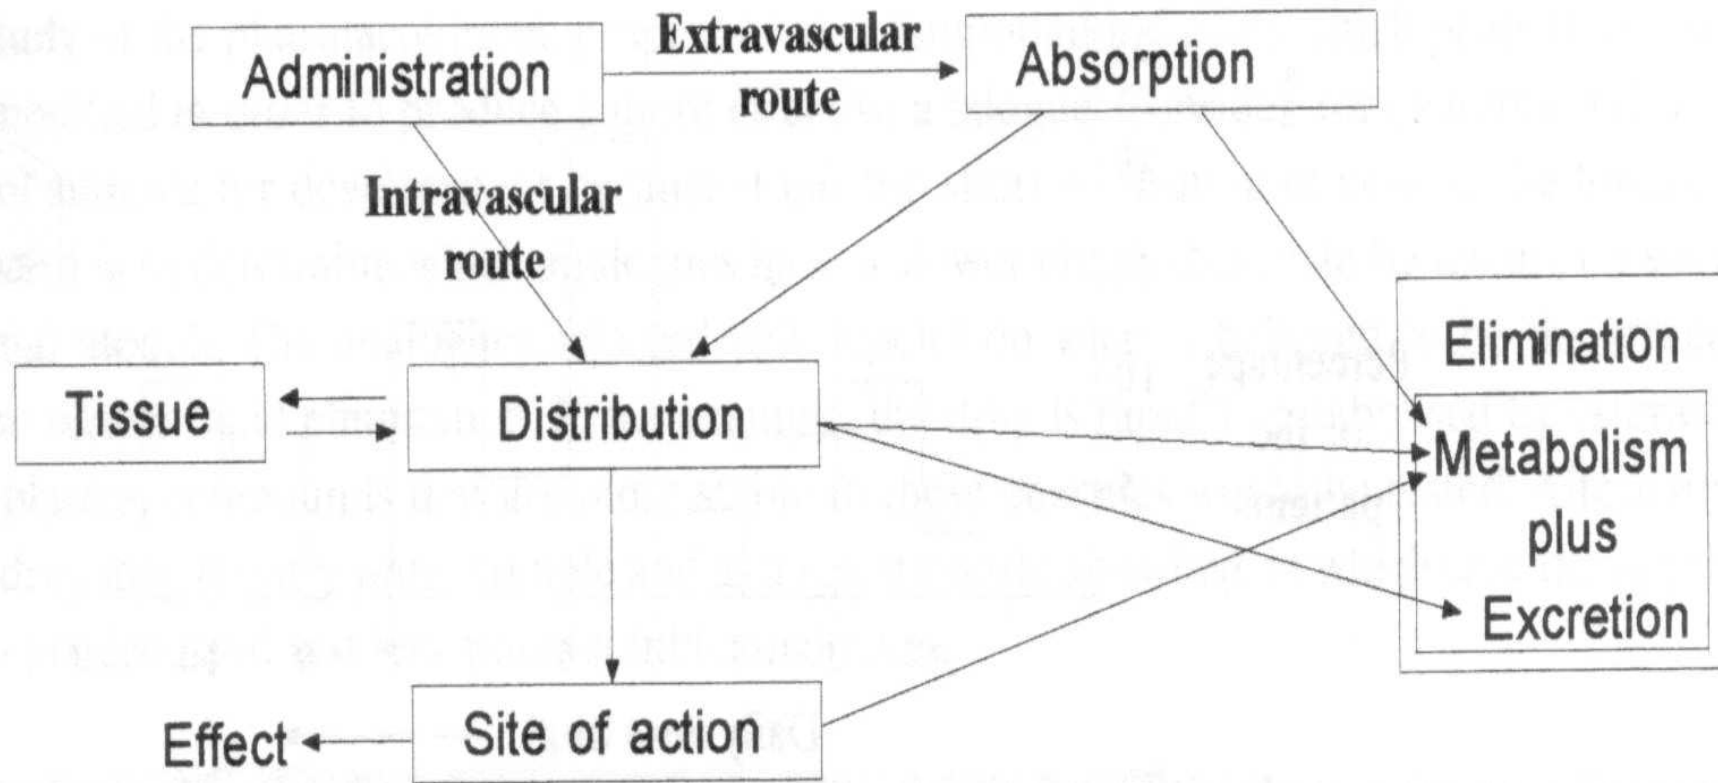 Administration
Extravascular
route
Absorption
Intravascular
route
Elimination
Tissue
Distribution
Metabolism
plus
Excretion
Effect
Site of action